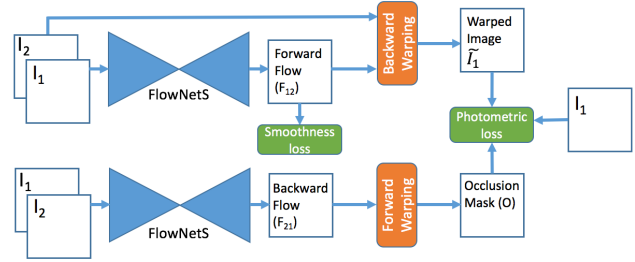 I2
I1
FlowNetS
Forward
Flow
(F12)
Smoothness
loss
Backward
Warping
Warped
Image
Ĩ1
Photometric
loss
I1
I1
I2
FlowNetS
Backward
Flow
(F21)
Forward
Warping
Occlusion
Mask (O)